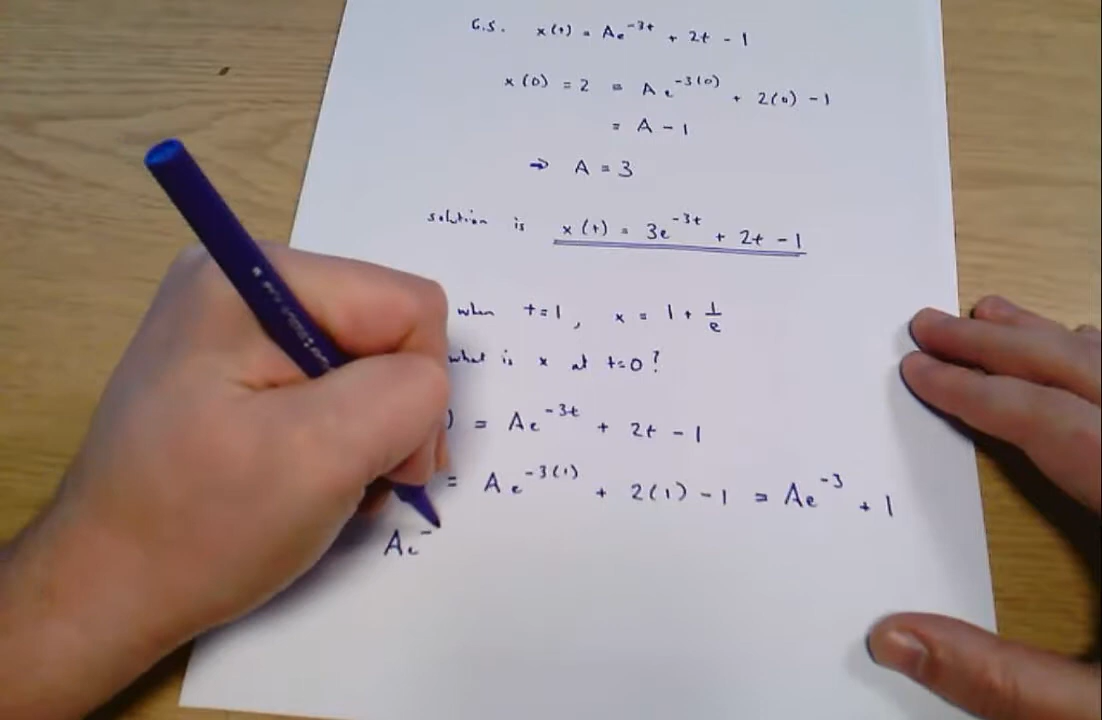 G.S. x(t) = Ae^-3t + 2t - 1
x(0) = 2 = Ae^-3(0) + 2(0) - 1
= A - 1
⇒ A = 3
solution is x(t) = 3e^-3t + 2t - 1
when t=1, x = 1 + 1/e
what is x at t=0?
) = Ae^-3t + 2t - 1
= Ae^-3(1) + 2(1) - 1 = Ae^-3 + 1
Ae^-